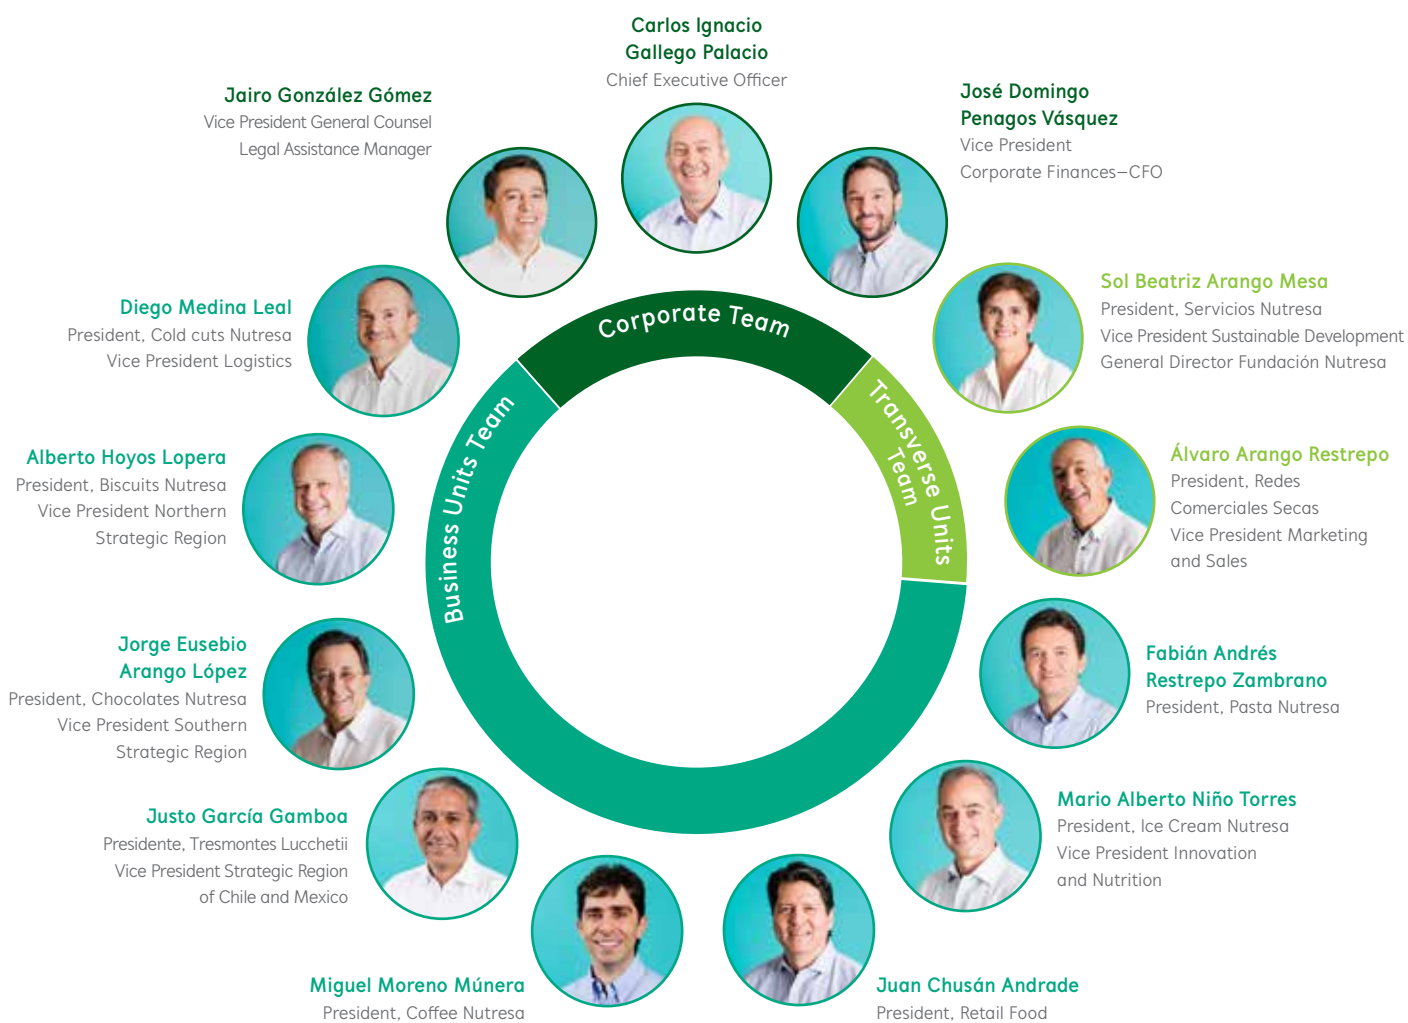 Carlos Ignacio
Gallego Palacio
Chief Executive Officer
Jairo González Gómez
Vice President General Counsel
Legal Assistance Manager
José Domingo
Penagos Vásquez
Vice President
Corporate Finances–CFO
Diego Medina Leal
President, Cold cuts Nutresa
Vice President Logistics
Sol Beatriz Arango Mesa
President, Servicios Nutresa
Vice President Sustainable Development
General Director Fundación Nutresa
Corporate Team
Transverse Units
Team
Business Units Team
Alberto Hoyos Lopera
President, Biscuits Nutresa
Vice President Northern
Strategic Region
Álvaro Arango Restrepo
President, Redes
Comerciales Secas
Vice President Marketing
and Sales
Jorge Eusebio
Arango López
President, Chocolates Nutresa
Vice President Southern
Strategic Region
Fabián Andrés
Restrepo Zambrano
President, Pasta Nutresa
Justo García Gamboa
Presidente, Tresmontes Lucchetii
Vice President Strategic Region
of Chile and Mexico
Mario Alberto Niño Torres
President, Ice Cream Nutresa
Vice President Innovation
and Nutrition
Miguel Moreno Múnera
President, Coffee Nutresa
Juan Chusán Andrade
President, Retail Food